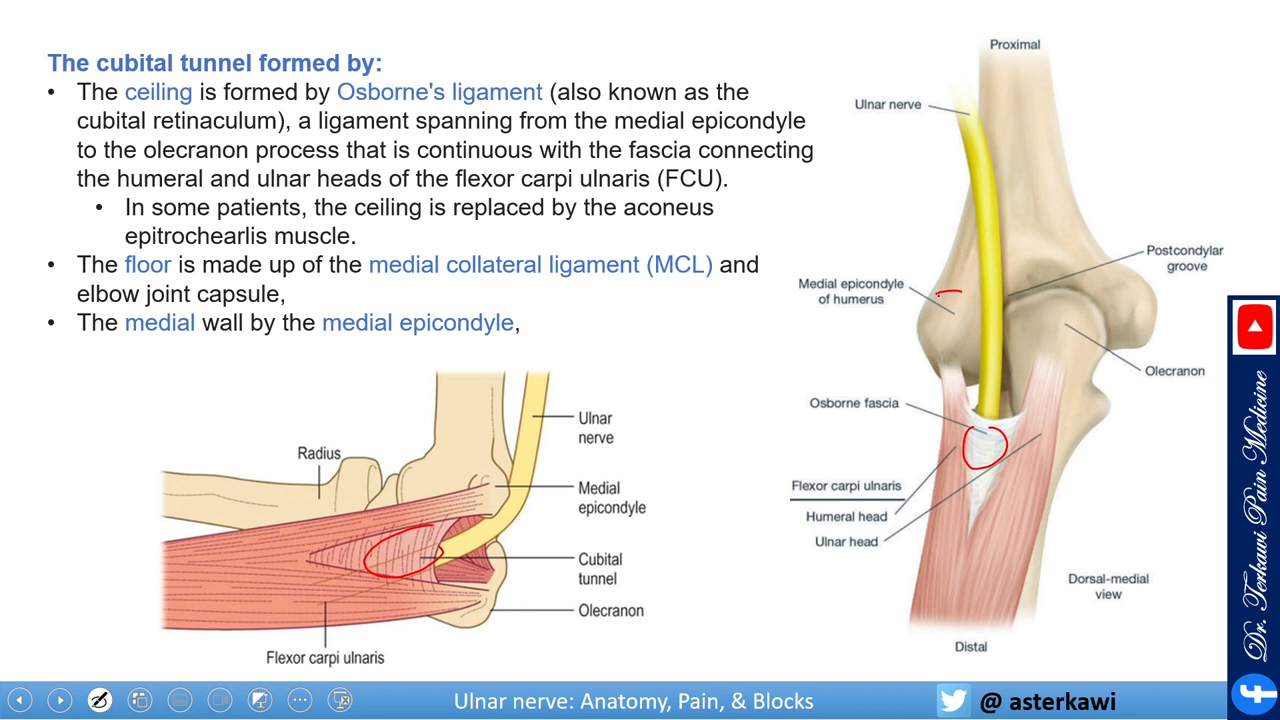 The cubital tunnel formed by:
• The ceiling is formed by Osborne's ligament (also known as the
cubital retinaculum), a ligament spanning from the medial epicondyle
to the olecranon process that is continuous with the fascia connecting
the humeral and ulnar heads of the flexor carpi ulnaris (FCU).
• In some patients, the ceiling is replaced by the aconeus
epitrochearlis muscle.
• The floor is made up of the medial collateral ligament (MCL) and
elbow joint capsule,
• The medial wall by the medial epicondyle,
Radius
Ulnar
nerve
Medial
epicondyle
Cubital
tunnel
Olecranon
Flexor carpi ulnaris
Proximal
Ulnar nerve
Postcondylar
groove
Medial epicondyle
of humerus
Olecranon
Osborne fascia
Flexor carpi ulnaris
Humeral head
Ulnar head
Dorsal-medial
view
Distal
Dr. Terkawi Pain Medicine
Ulnar nerve: Anatomy, Pain, & Blocks
@ asterkawi